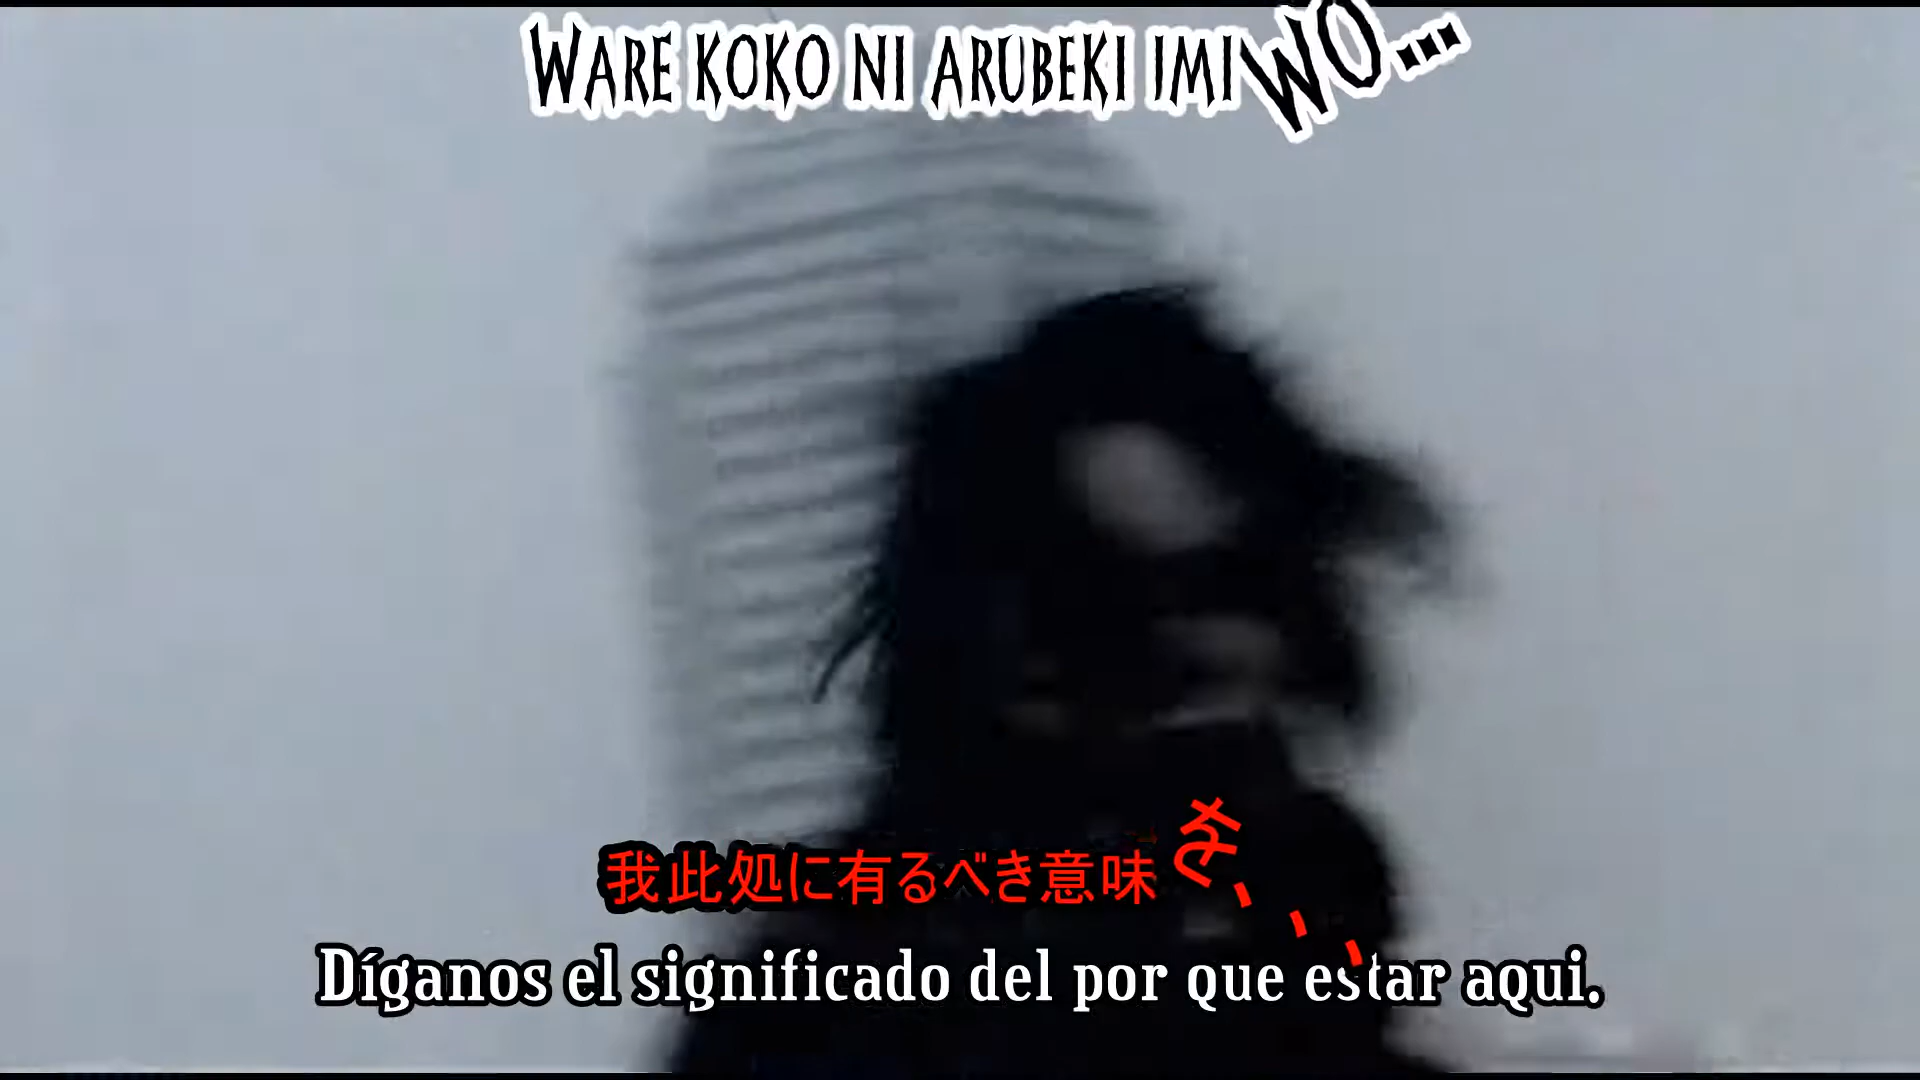 WARE KOKO NI ARUBEKI IMI WO...
我此処に有るべき意味を、、、
Díganos el significado del por que estar aqui.